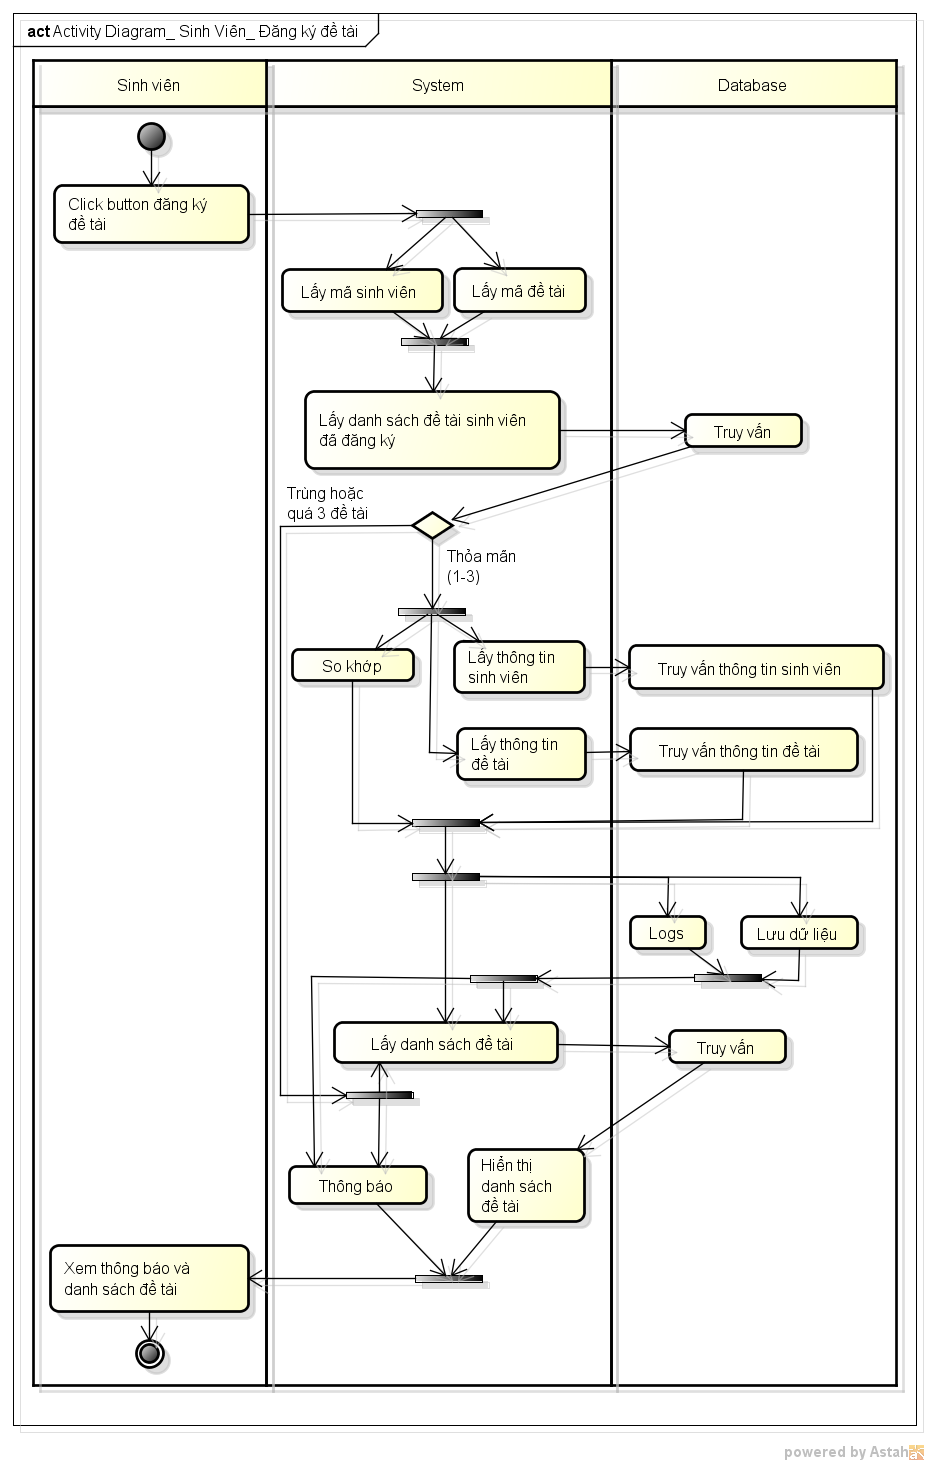 act Activity Diagram_ Sinh Viên_ Đăng ký đề tài
Sinh viên
System
Database
Click button đăng ký
đề tài
Lấy mã sinh viên
Lấy mã đề tài
Lấy danh sách đề tài sinh viên
đã đăng ký
Truy vấn
Trùng hoặc
quá 3 đề tài
Thỏa mãn
(1-3)
So khớp
Lấy thông tin
sinh viên
Truy vấn thông tin sinh viên
Lấy thông tin
đề tài
Truy vấn thông tin đề tài
Logs
Lưu dữ liệu
Lấy danh sách đề tài
Truy vấn
Thông báo
Hiển thị
danh sách
đề tài
Xem thông báo và
danh sách đề tài
powered by Astah